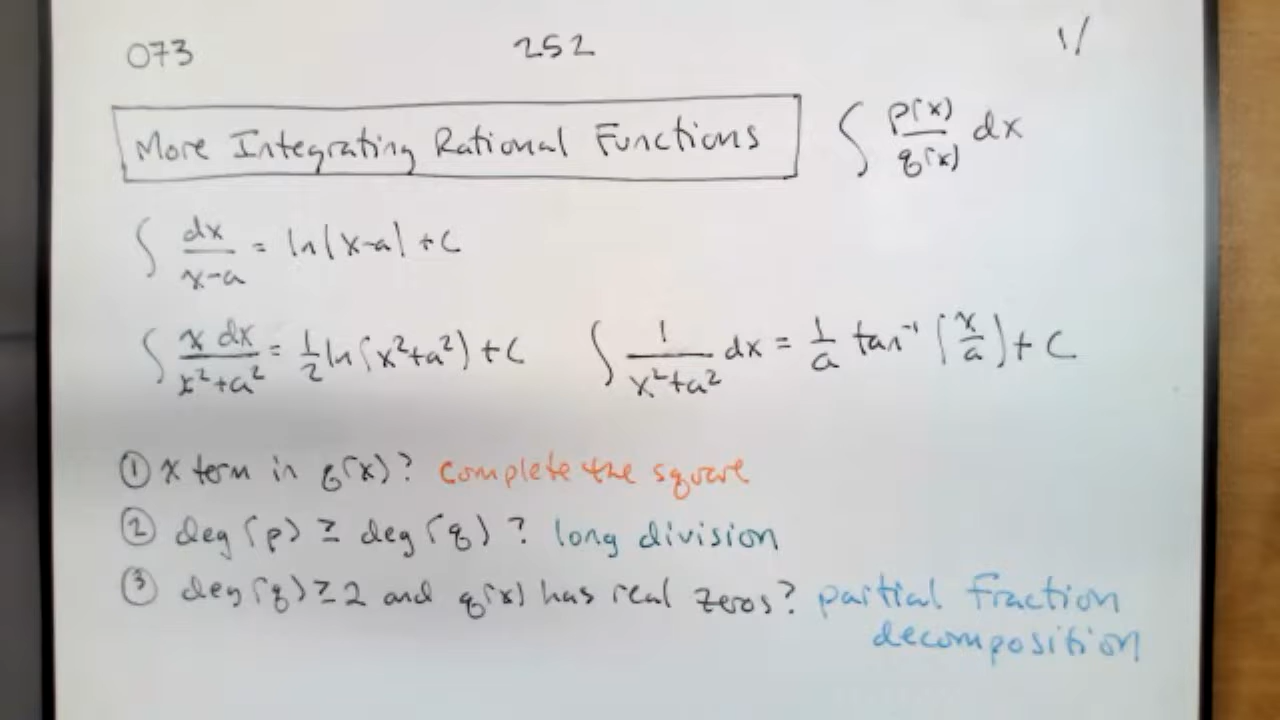 073 252 1/
More Integrating Rational Functions ∫ p(x)/q(x) dx
∫ dx/(x-a) = ln|x-a| + C
∫ x dx/(x²+a²) = ½ ln(x²+a²) + C ∫ 1/(x²+a²) dx = 1/a tan⁻¹(x/a) + C
① x term in q(x)? complete the square
② deg(p) ≥ deg(q)? long division
③ deg(q) ≥ 2 and q(x) has real zeros? partial fraction
decomposition